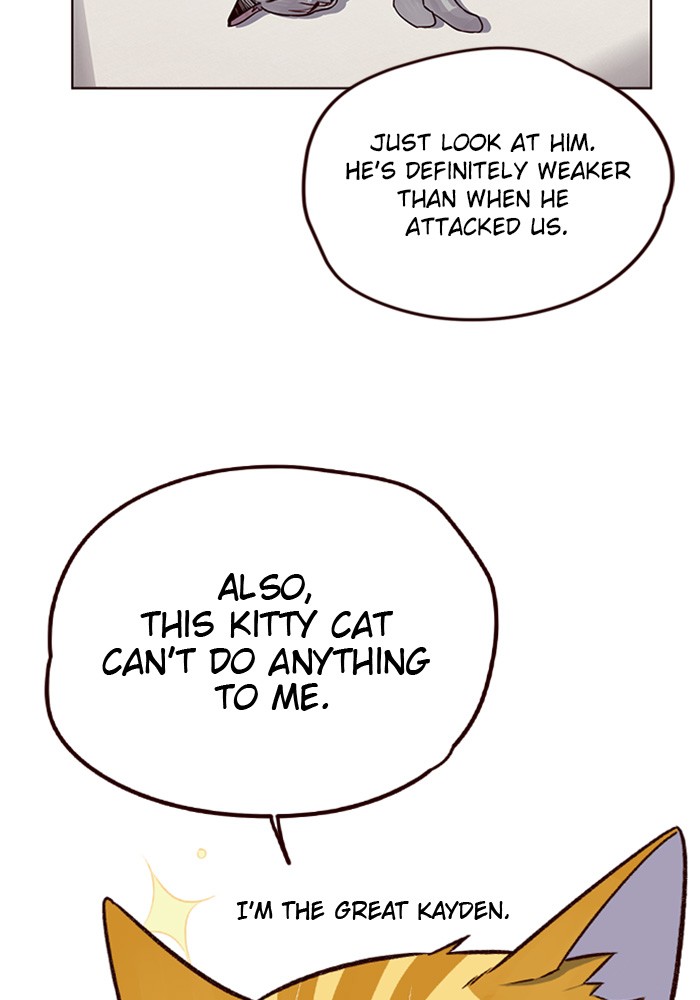 JUST LOOK AT HIM.
HE'S DEFINITELY WEAKER
THAN WHEN HE
ATTACKED US.
ALSO,
THIS KITTY CAT
CAN'T DO ANYTHING
TO ME.
I'M THE GREAT KAYDEN.